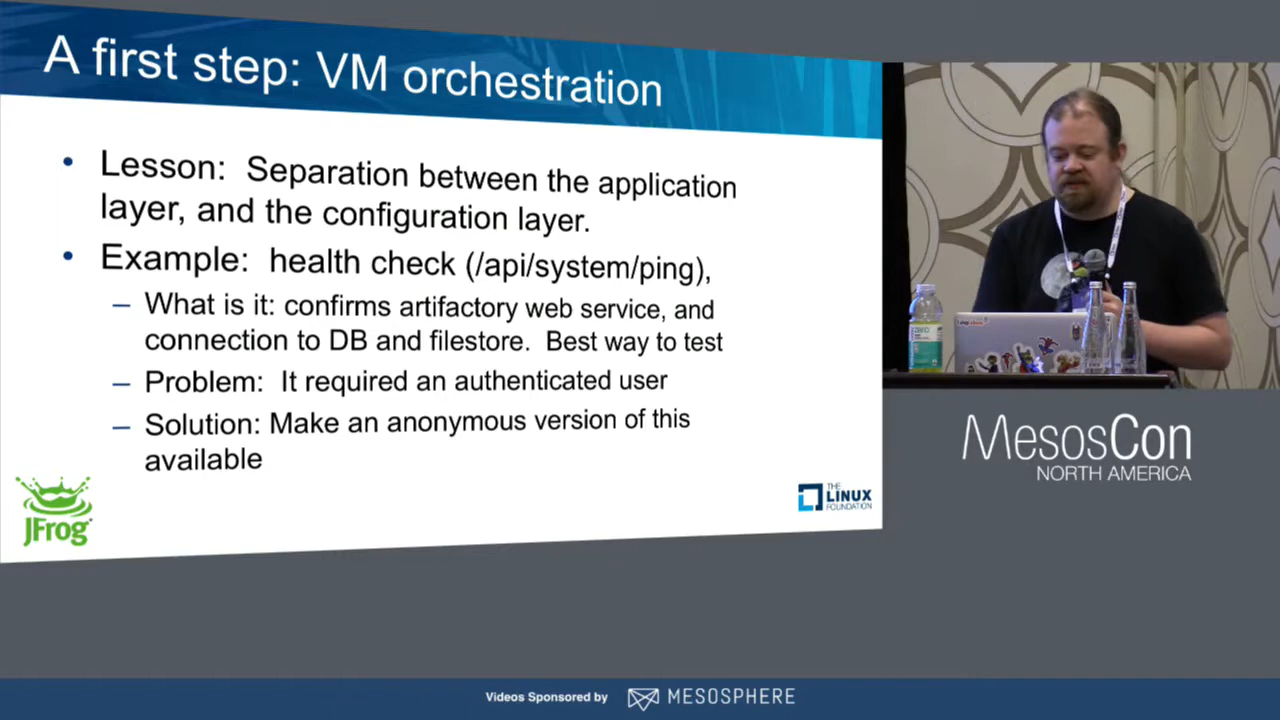 A first step: VM orchestration
• Lesson: Separation between the application
layer, and the configuration layer.
• Example: health check (/api/system/ping),
– What is it: confirms artifactory web service, and
connection to DB and filestore. Best way to test
– Problem: It required an authenticated user
– Solution: Make an anonymous version of this
available
JFrog
THE
LINUX
FOUNDATION
MesosCon
NORTH AMERICA
Videos Sponsored by MESOSPHERE